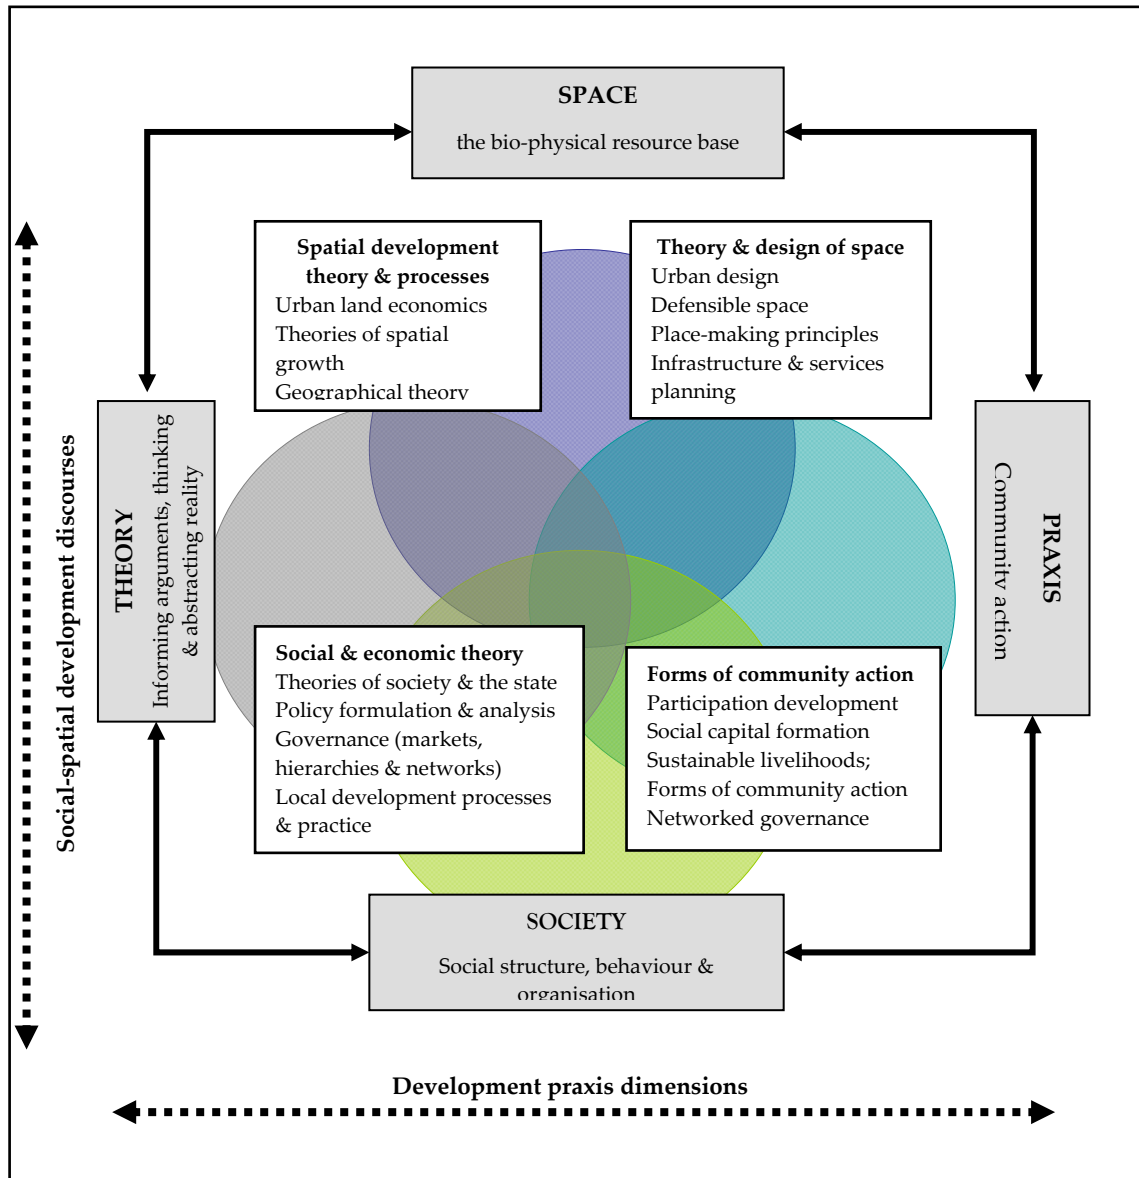 SPACE
the bio-physical resource base
Spatial development
theory & processes
Urban land economics
Theories of spatial
growth
Geographical theory
Theory & design of space
Urban design
Defensible space
Place-making principles
Infrastructure & services
planning
Social-spatial development discourses
THEORY
Informing arguments, thinking
& abstracting reality
PRAXIS
Community action
Social & economic theory
Theories of society & the state
Policy formulation & analysis
Governance (markets,
hierarchies & networks)
Local development processes
& practice
Forms of community action
Participation development
Social capital formation
Sustainable livelihoods;
Forms of community action
Networked governance
SOCIETY
Social structure, behaviour &
organisation
Development praxis dimensions